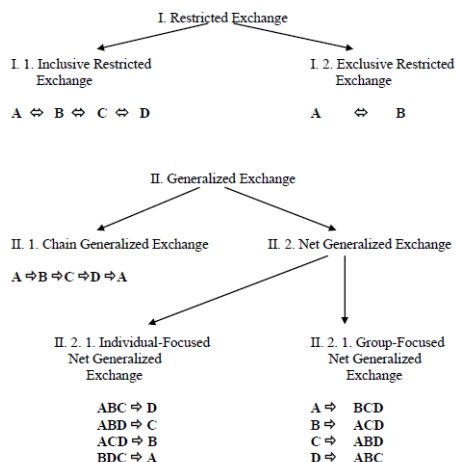 I. Restricted Exchange
I. 1. Inclusive Restricted
Exchange
I. 2. Exclusive Restricted
Exchange
A ⇔ B ⇔ C ⇔ D
A ⇔ B
II. Generalized Exchange
II. 1. Chain Generalized Exchange
II. 2. Net Generalized Exchange
A ⇨ B ⇨ C ⇨ D ⇨ A
II. 2. 1. Individual-Focused
Net Generalized
Exchange
II. 2. 1. Group-Focused
Net Generalized
Exchange
ABC ⇨ D
ABD ⇨ C
ACD ⇨ B
BDC ⇨ A
A ⇨ BCD
B ⇨ ACD
C ⇨ ABD
D ⇨ ABC